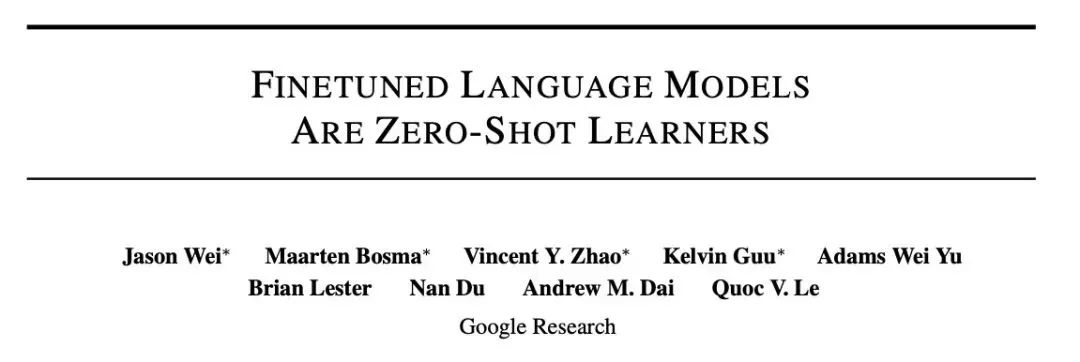 FINETUNED LANGUAGE MODELS
ARE ZERO-SHOT LEARNERS
Jason Wei* Maarten Bosma* Vincent Y. Zhao* Kelvin Guu* Adams Wei Yu
Brian Lester Nan Du Andrew M. Dai Quoc V. Le
Google Research